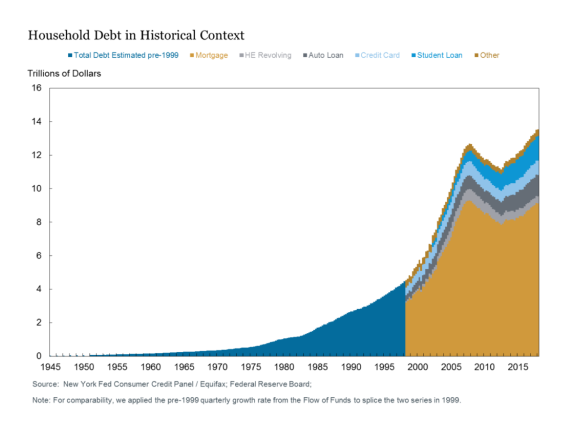 Household Debt in Historical Context
Total Debt Estimated pre-1999 Mortgage HE Revolving Auto Loan Credit Card Student Loan Other
Trillions of Dollars
16
14
12
10
8
6
4
2
0
1945 1950 1955 1960 1965 1970 1975 1980 1985 1990 1995 2000 2005 2010 2015
Source: New York Fed Consumer Credit Panel / Equifax; Federal Reserve Board;
Note: For comparability, we applied the pre-1999 quarterly growth rate from the Flow of Funds to splice the two series in 1999.